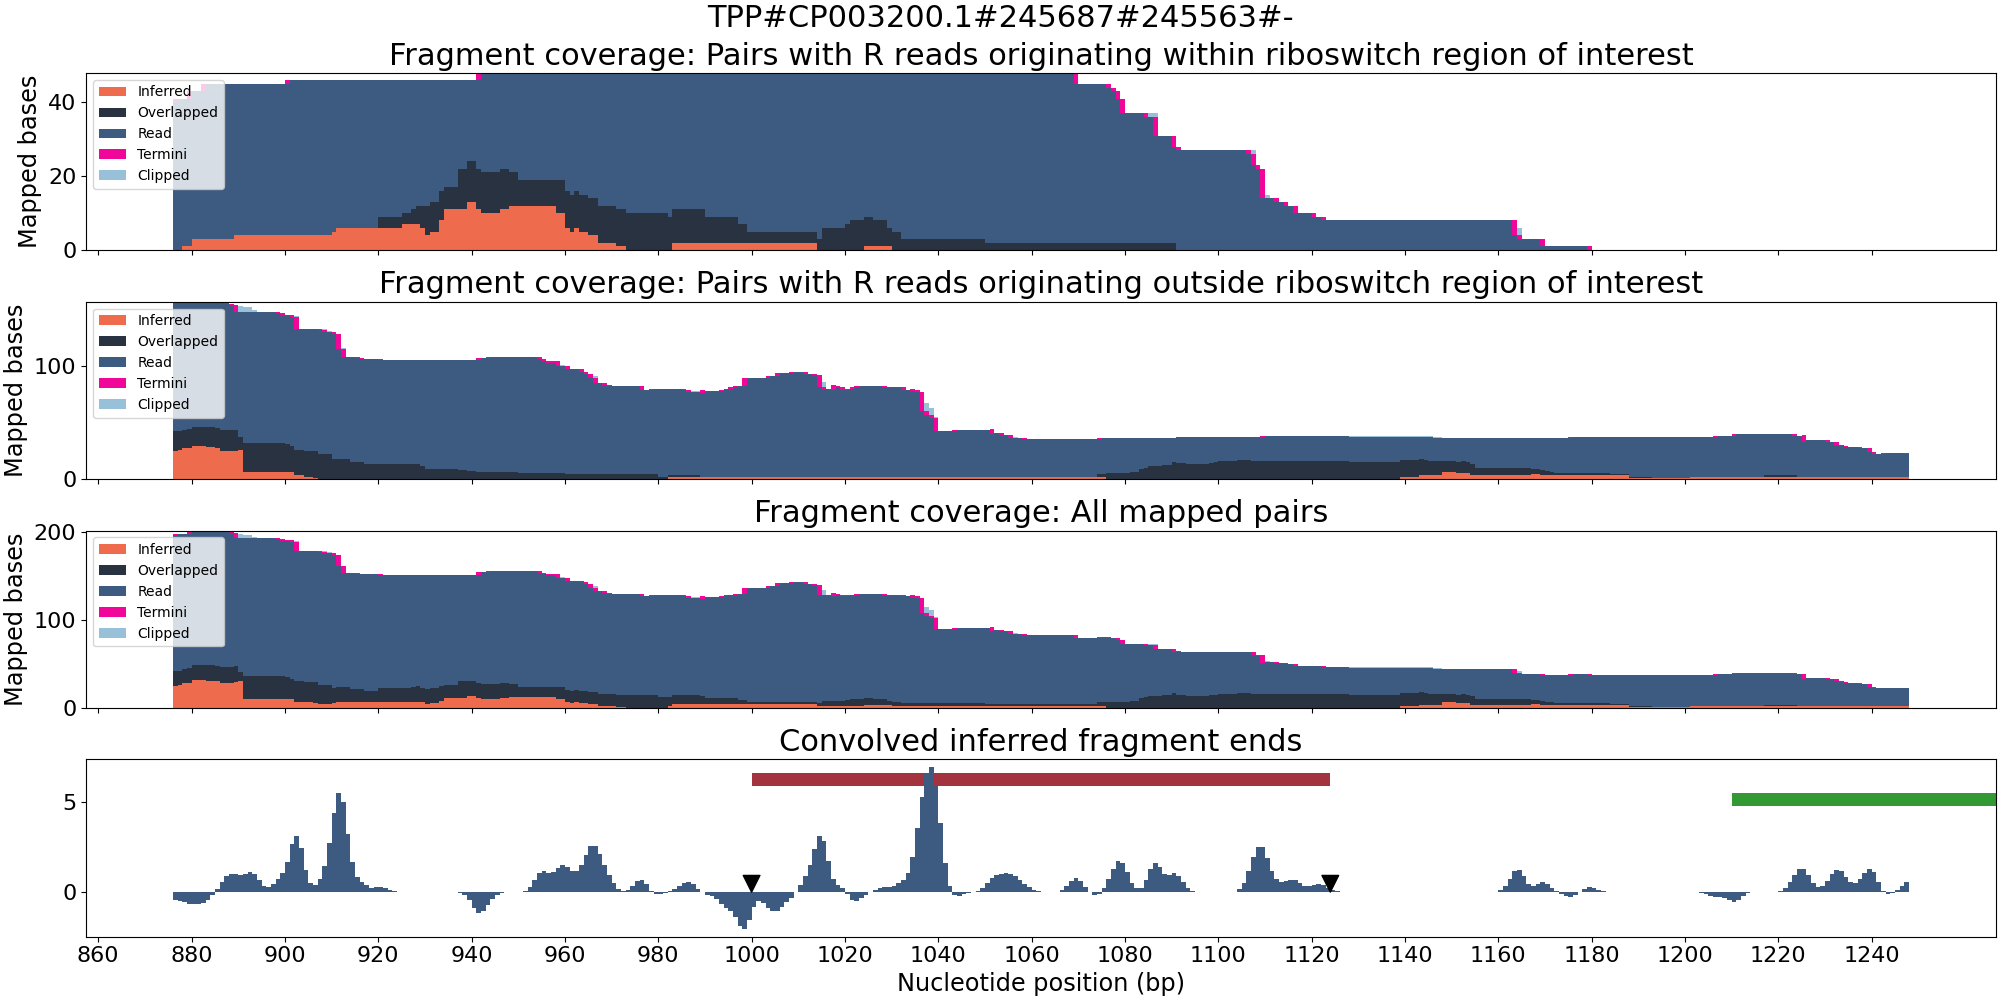 TPP#CP003200.1#245687#245563#-
Fragment coverage: Pairs with R reads originating within riboswitch region of interest
Mapped bases
40
20
0
Inferred
Overlapped
Read
Termini
Clipped
Fragment coverage: Pairs with R reads originating outside riboswitch region of interest
Mapped bases
100
0
Inferred
Overlapped
Read
Termini
Clipped
Fragment coverage: All mapped pairs
Mapped bases
200
100
0
Inferred
Overlapped
Read
Termini
Clipped
Convolved inferred fragment ends
5
0
860 880 900 920 940 960 980 1000 1020 1040 1060 1080 1100 1120 1140 1160 1180 1200 1220 1240
Nucleotide position (bp)